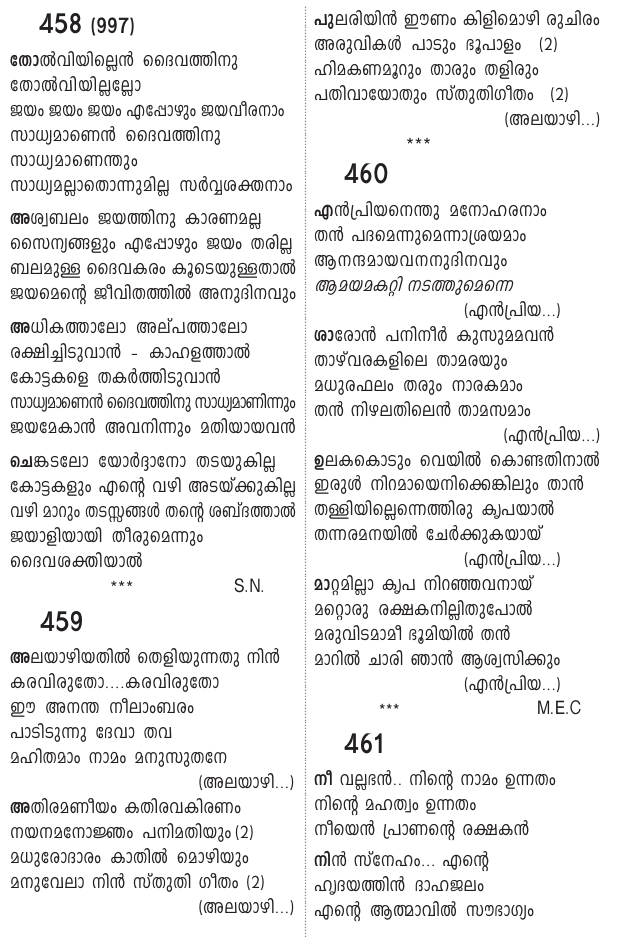 458 (997)
തോൽവിയില്ലെൻ ദൈവത്തിനു
തോൽവിയില്ലല്ലോ
ജയം ജയം ജയം എപ്പോഴും ജയവീരനാം
സാധ്യമാണെൻ ദൈവത്തിനു
സാധ്യമാണെന്തും
സാധ്യമല്ലാതൊന്നുമില്ല സർവ്വശക്തനാം
അശ്വബലം ജയത്തിനു കാരണമല്ല
സൈന്യങ്ങളും എപ്പോഴും ജയം തരില്ല
ബലമുള്ള ദൈവകരം കൂടെയുള്ളതാൽ
ജയമെന്റെ ജീവിതത്തിൽ അനുദിനവും
അധികത്താലോ അല്പത്താലോ
രക്ഷിച്ചിടുവാൻ - കാഹളത്താൽ
കോട്ടകളെ തകർത്തിടുവാൻ
സാധ്യമാണെൻ ദൈവത്തിനു സാധ്യമാണിന്നും
ജയമേകാൻ അവനിന്നും മതിയായവൻ
ചെങ്കടലോ യോർദ്ദാനോ തടയുകില്ല
കോട്ടകളും എന്റെ വഴി അടയ്ക്കുകില്ല
വഴി മാറും തടസ്സങ്ങൾ തന്റെ ശബ്ദത്താൽ
ജയാളിയായി തീരുമെന്നും
ദൈവശക്തിയാൽ
*** S.N.
459
അലയാഴിയതിൽ തെളിയുന്നതു നിൻ
കരവിരുതോ....കരവിരുതോ
ഈ അനന്ത നീലാംബരം
പാടിടുന്നു ദേവാ തവ
മഹിതമാം നാമം മനുസുതനേ
(അലയാഴി...)
അതിരമണീയം കതിരവകിരണം
നയനമനോജ്ഞം പനിമതിയും (2)
മധുരോദാരം കാതിൽ മൊഴിയും
മനുവേലാ നിൻ സ്തുതി ഗീതം (2)
(അലയാഴി...)
പുലരിയിൻ ഈണം കിളിമൊഴി രുചിരം
അരുവികൾ പാടും ഭൂപാളം (2)
ഹിമകണമൂറും താരും തളിരും
പതിവായോതും സ്തുതിഗീതം (2)
(അലയാഴി...)
***
460
എൻപ്രിയനെന്തു മനോഹരനാം
തൻ പദമെന്നുമെന്നാശ്രയമാം
ആനന്ദമായവനനുദിനവും
ആമയമകറ്റി നടത്തുമെന്നെ
(എൻപ്രിയ...)
ശാരോൻ പനിനീർ കുസുമമവൻ
താഴ്‌വരകളിലെ താമരയും
മധുരഫലം തരും നാരകമാം
തൻ നിഴലതിലെൻ താമസമാം
(എൻപ്രിയ...)
ഉലകകൊടും വെയിൽ കൊണ്ടതിനാൽ
ഇരുൾ നിറമായെനിക്കെങ്കിലും താൻ
തള്ളിയില്ലെന്നെത്തിരു കൃപയാൽ
തന്നരമനയിൽ ചേർക്കുകയായ്
(എൻപ്രിയ...)
മാറ്റമില്ലാ കൃപ നിറഞ്ഞവനായ്
മറ്റൊരു രക്ഷകനില്ലിതുപോൽ
മരുവിടമാമീ ഭൂമിയിൽ തൻ
മാറിൽ ചാരി ഞാൻ ആശ്വസിക്കും
(എൻപ്രിയ...)
*** M.E.C
461
നീ വല്ലഭൻ.. നിന്റെ നാമം ഉന്നതം
നിന്റെ മഹത്വം ഉന്നതം
നീയെൻ പ്രാണന്റെ രക്ഷകൻ
നിൻ സ്നേഹം... എന്റെ
ഹൃദയത്തിൻ ദാഹജലം
എന്റെ ആത്മാവിൽ സൗഭാഗ്യം